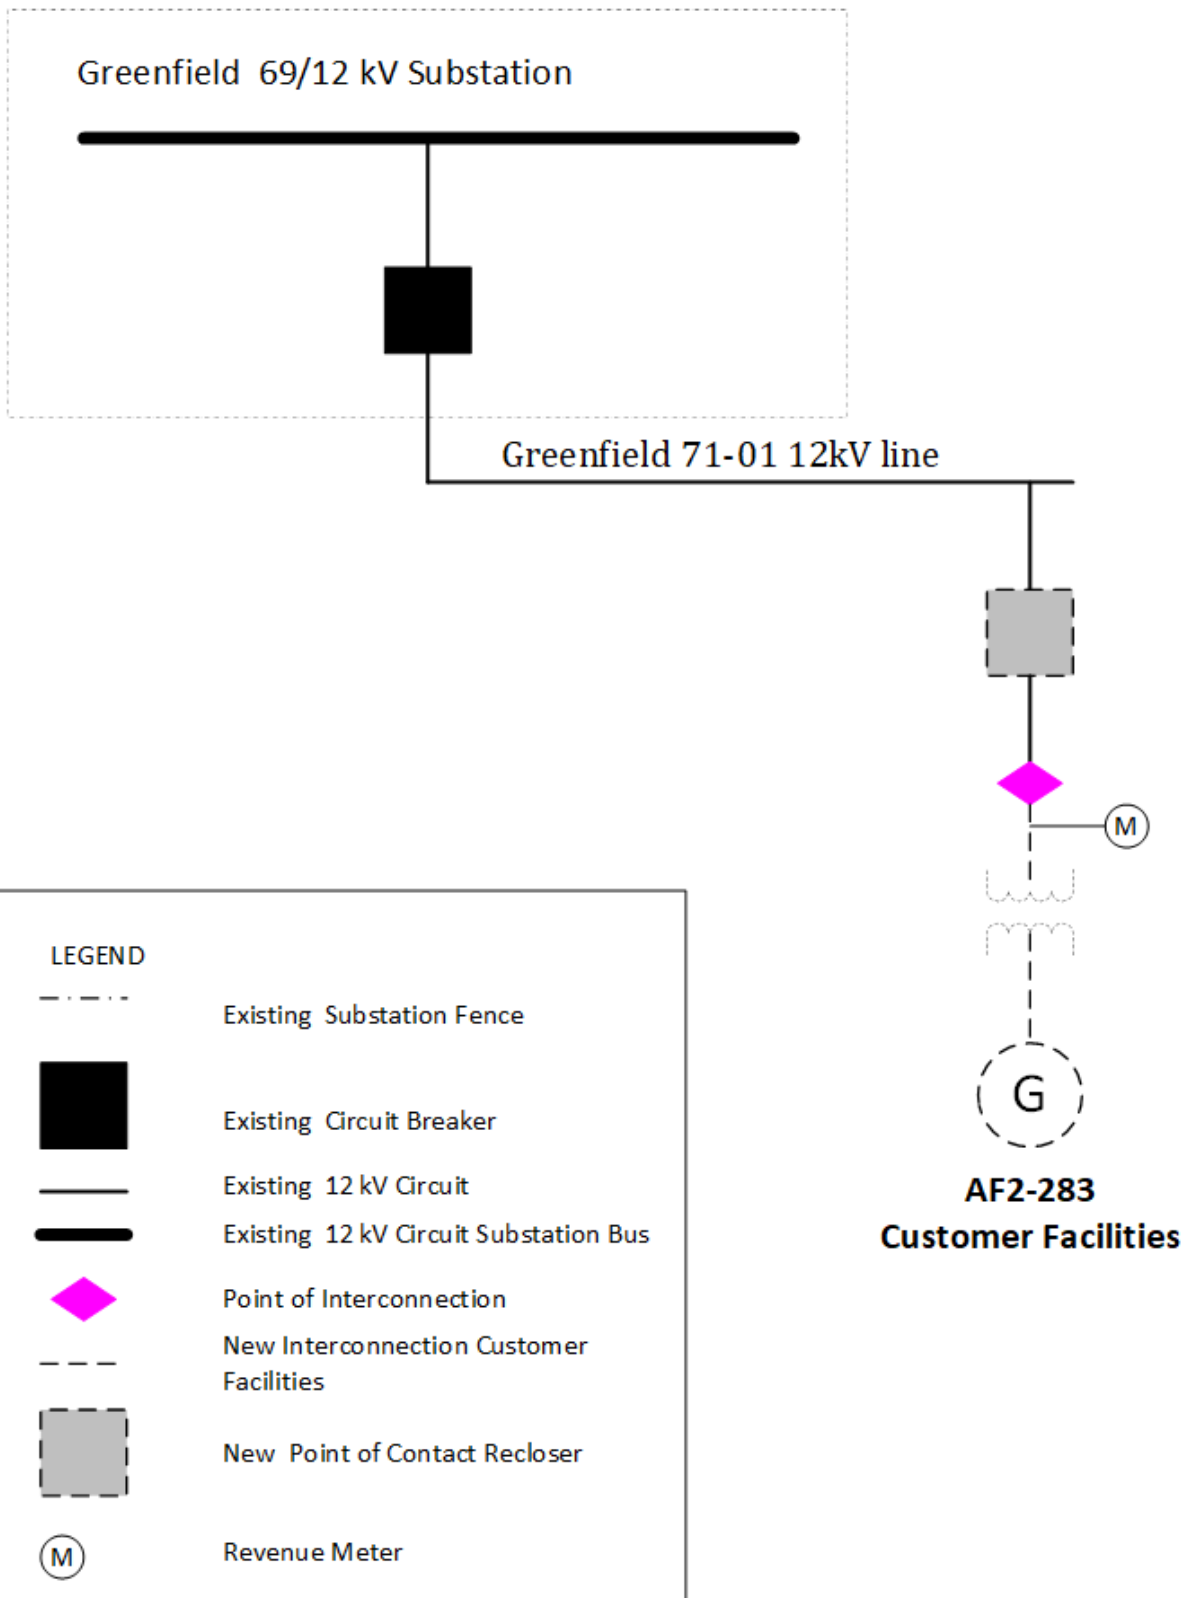 Greenfield 69/12 kV Substation
Greenfield 71-01 12kV line
M
G
AF2-283
Customer Facilities
LEGEND
Existing Substation Fence
Existing Circuit Breaker
Existing 12 kV Circuit
Existing 12 kV Circuit Substation Bus
Point of Interconnection
New Interconnection Customer
Facilities
New Point of Contact Recloser
M Revenue Meter